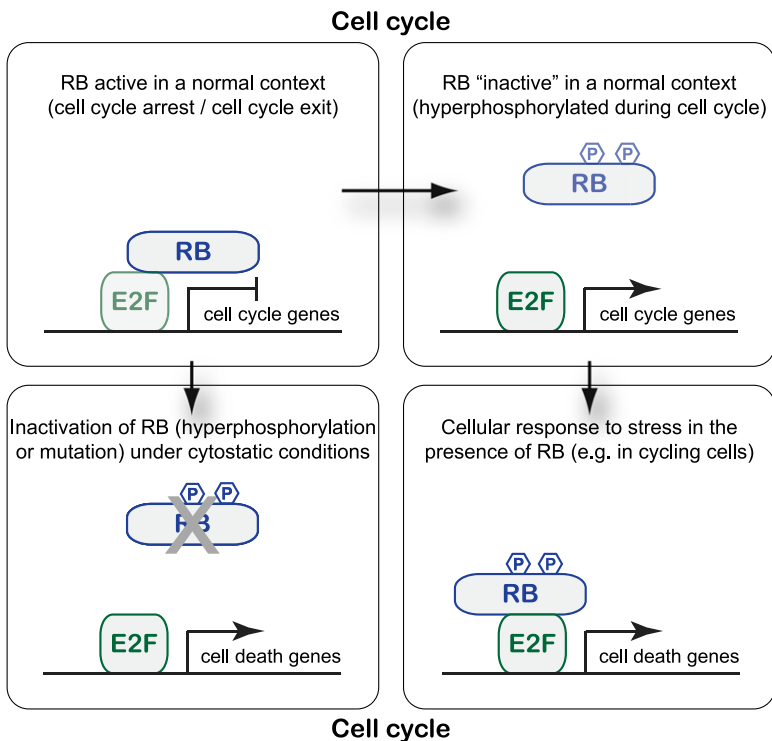 Cell cycle
RB active in a normal context
(cell cycle arrest / cell cycle exit)
RB
E2F
cell cycle genes
RB “inactive” in a normal context
(hyperphosphorylated during cell cycle)
P P
RB
E2F
cell cycle genes
Inactivation of RB (hyperphosphorylation
or mutation) under cytostatic conditions
P P
RB
E2F
cell death genes
Cellular response to stress in the
presence of RB (e.g. in cycling cells)
P P
RB
E2F
cell death genes
Cell cycle